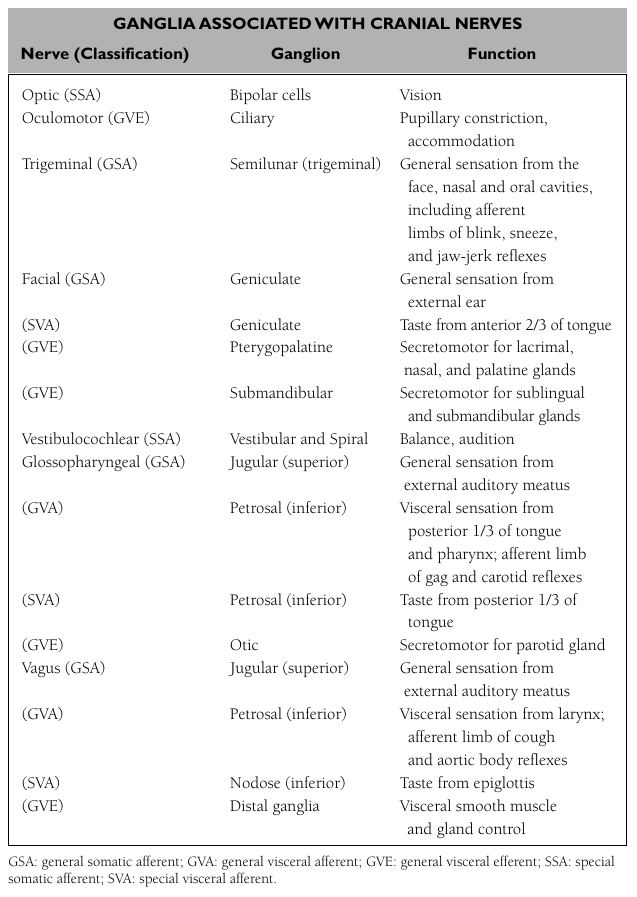 GANGLIA ASSOCIATED WITH CRANIAL NERVES
Nerve (Classification) Ganglion Function
Optic (SSA) Bipolar cells Vision
Oculomotor (GVE) Ciliary Pupillary constriction,
accommodation
Trigeminal (GSA) Semilunar (trigeminal) General sensation from the
face, nasal and oral cavities,
including afferent
limbs of blink, sneeze,
and jaw-jerk reflexes
Facial (GSA) Geniculate General sensation from
external ear
(SVA) Geniculate Taste from anterior 2/3 of tongue
(GVE) Pterygopalatine Secretomotor for lacrimal,
nasal, and palatine glands
(GVE) Submandibular Secretomotor for sublingual
and submandibular glands
Vestibulocochlear (SSA) Vestibular and Spiral Balance, audition
Glossopharyngeal (GSA) Jugular (superior) General sensation from
external auditory meatus
(GVA) Petrosal (inferior) Visceral sensation from
posterior 1/3 of tongue
and pharynx; afferent limb
of gag and carotid reflexes
(SVA) Petrosal (inferior) Taste from posterior 1/3 of
tongue
(GVE) Otic Secretomotor for parotid gland
Vagus (GSA) Jugular (superior) General sensation from
external auditory meatus
(GVA) Petrosal (inferior) Visceral sensation from larynx;
afferent limb of cough
and aortic body reflexes
(SVA) Nodose (inferior) Taste from epiglottis
(GVE) Distal ganglia Visceral smooth muscle
and gland control
GSA: general somatic afferent; GVA: general visceral afferent; GVE: general visceral efferent; SSA: special
somatic afferent; SVA: special visceral afferent.